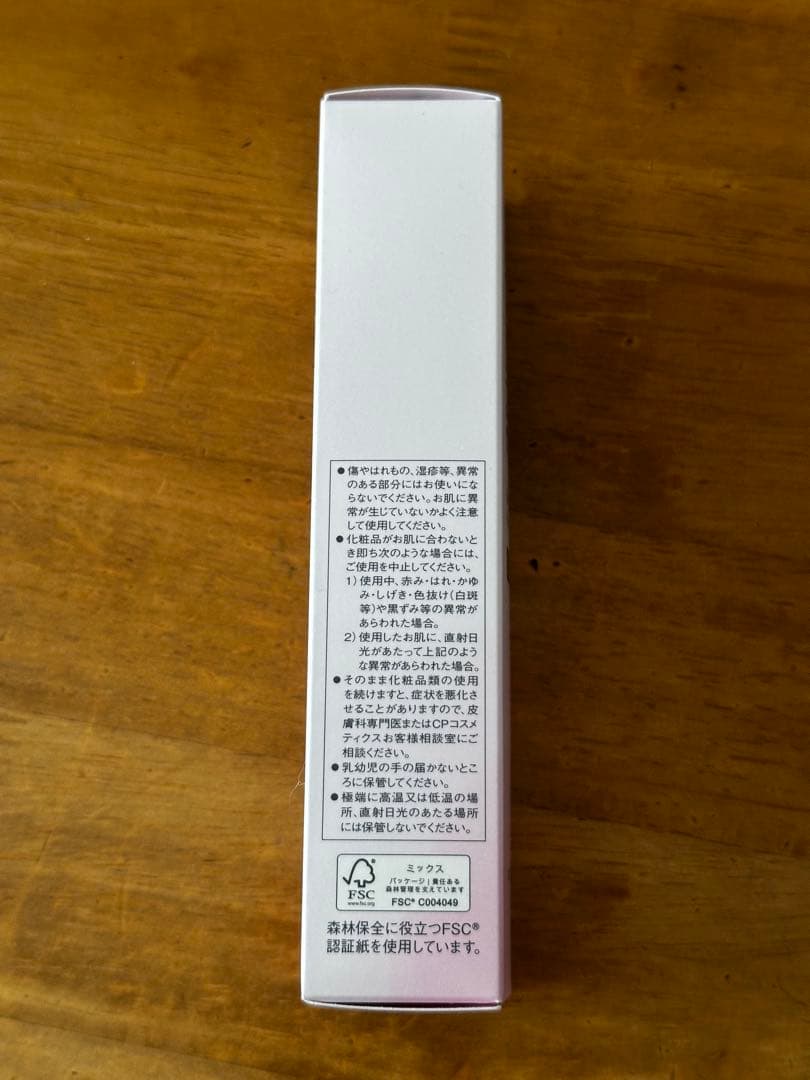 ●傷やはれもの、湿疹等、異常
のある部分にはお使いにな
らないでください。お肌に異
常が生じていないかよく注意
して使用してください。
●化粧品がお肌に合わないと
き即ち次のような場合には、
ご使用を中止してください。
1）使用中、赤み・はれ・かゆ
み・しげき・色抜け（白斑
等）や黒ずみ等の異常が
あらわれた場合。
2）使用したお肌に、直射日
光があたって上記のよう
な異常があらわれた場合。
●そのまま化粧品類の使用
を続けますと、症状を悪化さ
せることがありますので、皮
膚科専門医またはCPコスメ
ティクスお客様相談室にご
相談ください。
●乳幼児の手の届かないとこ
ろに保管してください。
●極端に高温又は低温の場
所、直射日光のあたる場所
には保管しないでください。
FSC
www.fsc.org
ミックス
パッケージ｜責任ある
森林管理を支えています
FSC® C004049
森林保全に役立つFSC®
認証紙を使用しています。